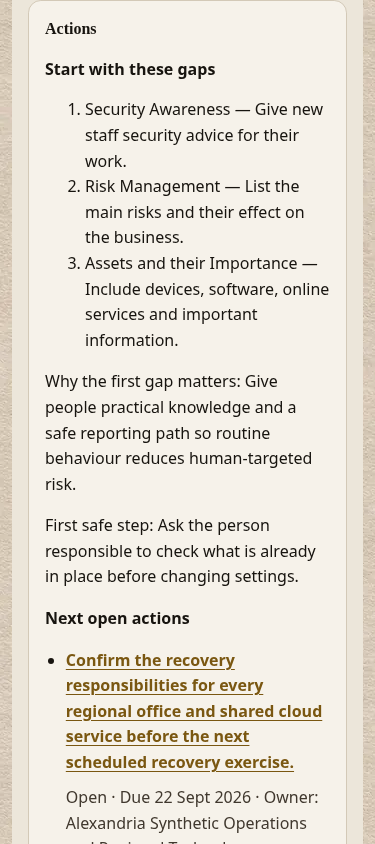 Actions
Start with these gaps
1. Security Awareness — Give new
staff security advice for their
work.
2. Risk Management — List the
main risks and their effect on
the business.
3. Assets and their Importance —
Include devices, software, online
services and important
information.
Why the first gap matters: Give
people practical knowledge and a
safe reporting path so routine
behaviour reduces human-targeted
risk.
First safe step: Ask the person
responsible to check what is already
in place before changing settings.
Next open actions
• Confirm the recovery
responsibilities for every
regional office and shared cloud
service before the next
scheduled recovery exercise.
Open · Due 22 Sept 2026 · Owner:
Alexandria Synthetic Operations